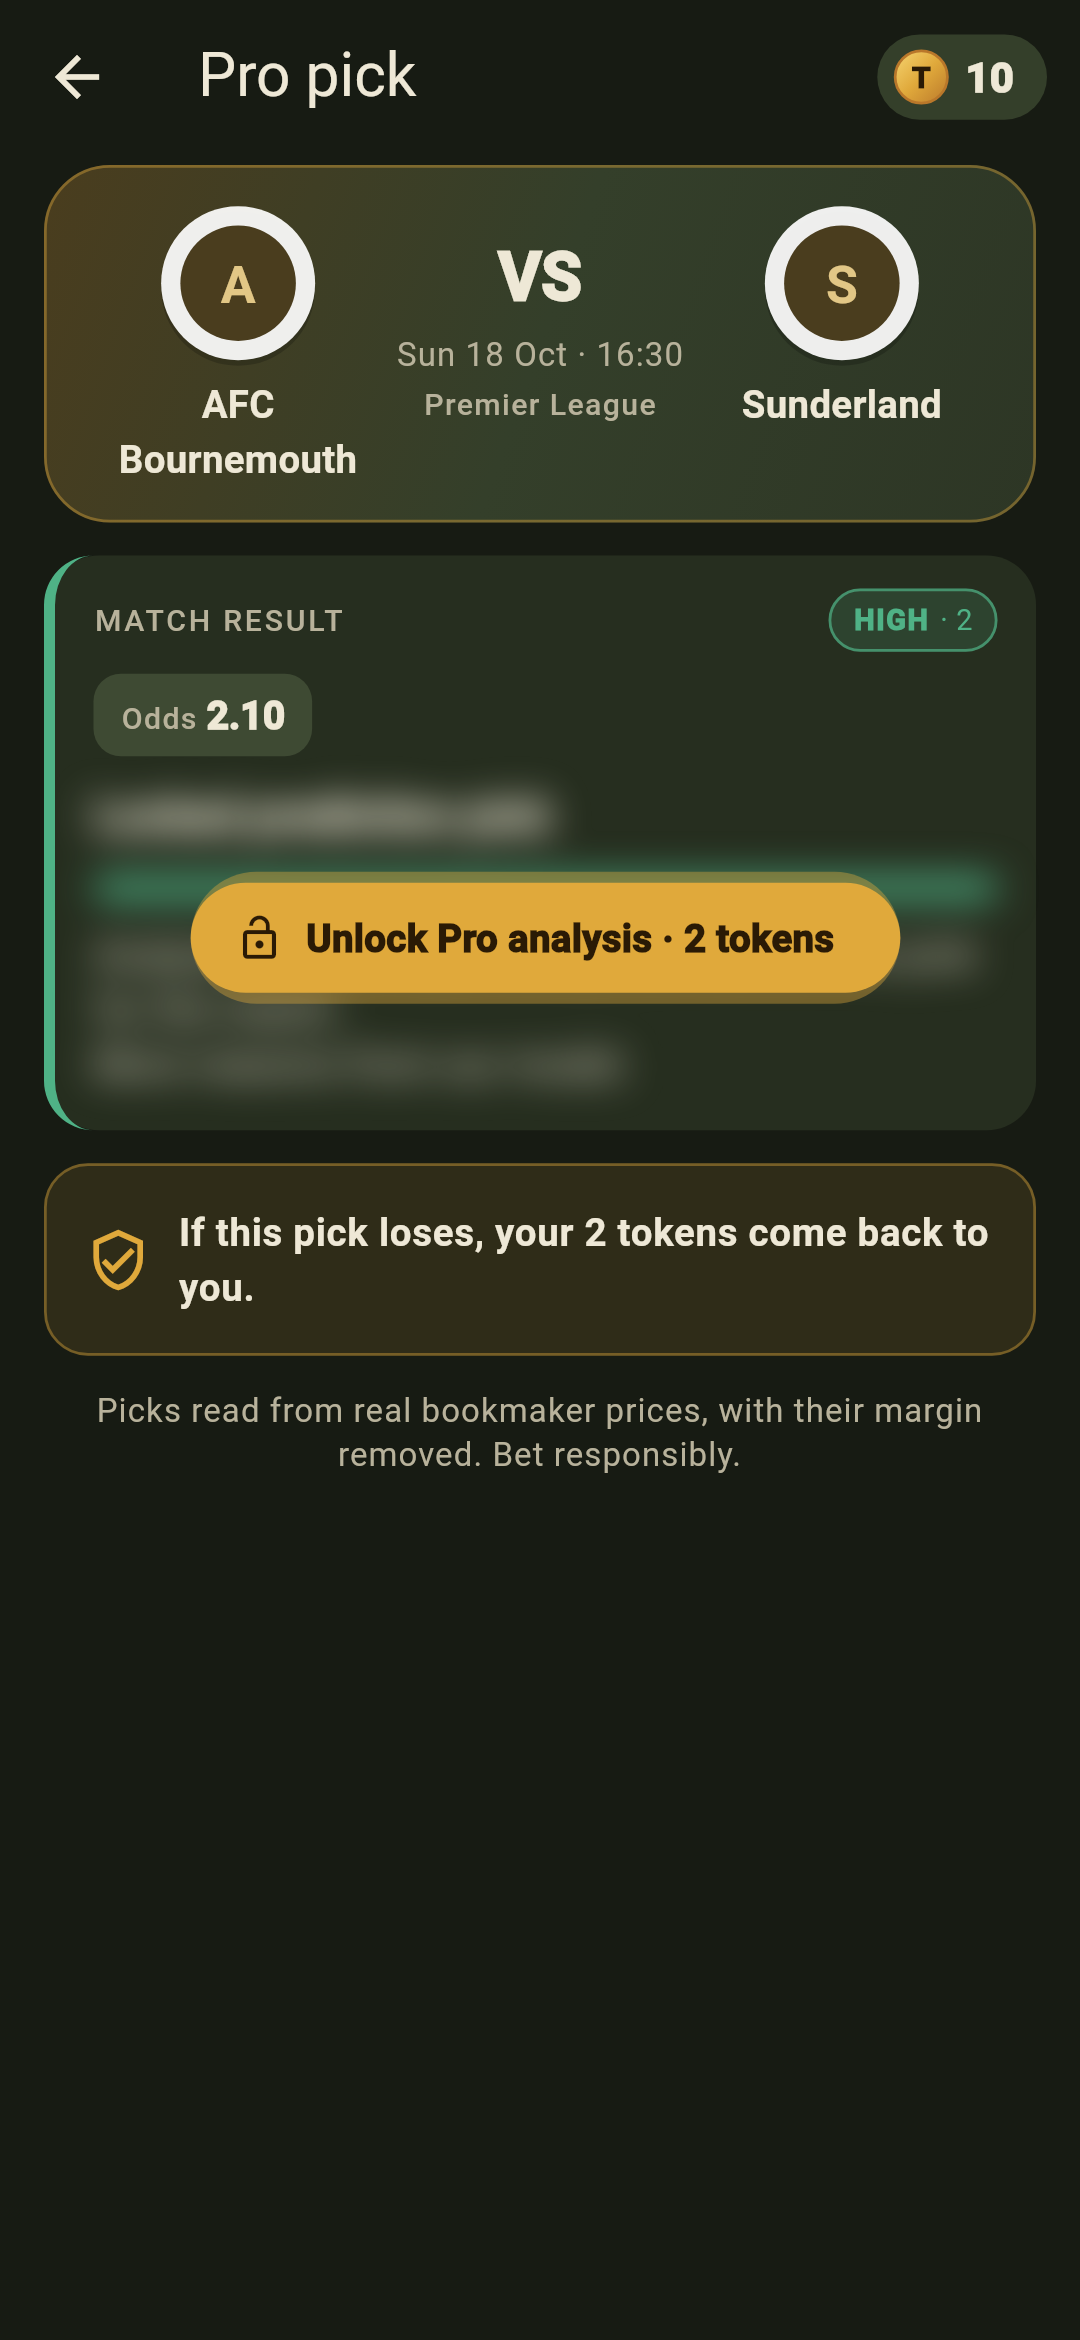 Pro pick
T 10
A
VS
S
Sun 18 Oct · 16:30
Premier League
AFC
Bournemouth
Sunderland
MATCH RESULT
HIGH · 2
Odds 2.10
Unlock Pro analysis · 2 tokens
If this pick loses, your 2 tokens come back to
you.
Picks read from real bookmaker prices, with their margin
removed. Bet responsibly.